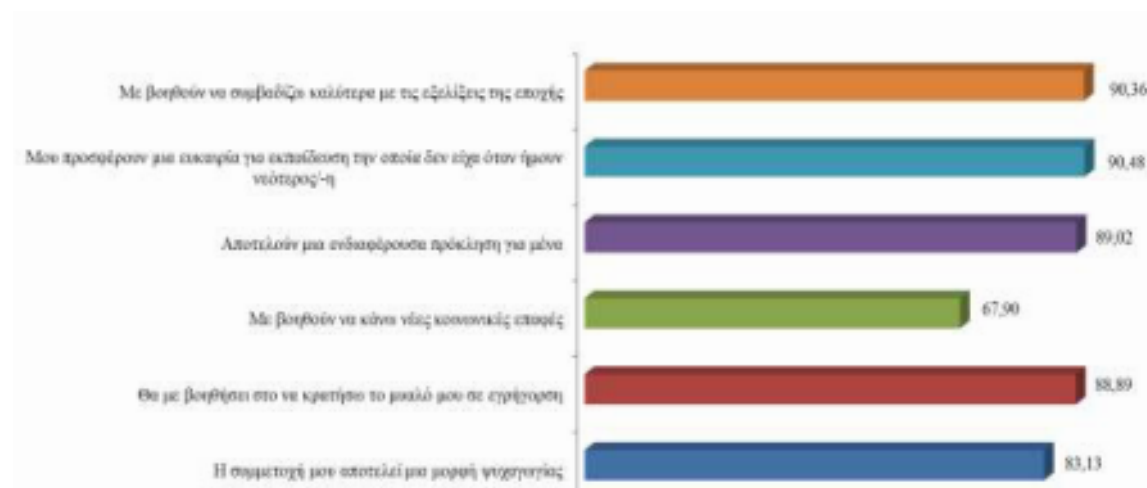 Με βοηθούν να συμβαδίζω καλύτερα με τις εξελίξεις της εποχής
90,36
Μου προσφέρουν μια ευκαιρία για εκπαίδευση την οποία δεν είχα όταν ήμουν
νεότερος/-η
90,48
Αποτελούν μια ενδιαφέρουσα πρόκληση για μένα
89,02
Με βοηθούν να κάνω νέες κοινωνικές επαφές
67,90
Θα με βοηθήσει στο να κρατήσω το μυαλό μου σε εγρήγορση
88,89
Η συμμετοχή μου αποτελεί μια μορφή ψυχαγωγίας
83,13